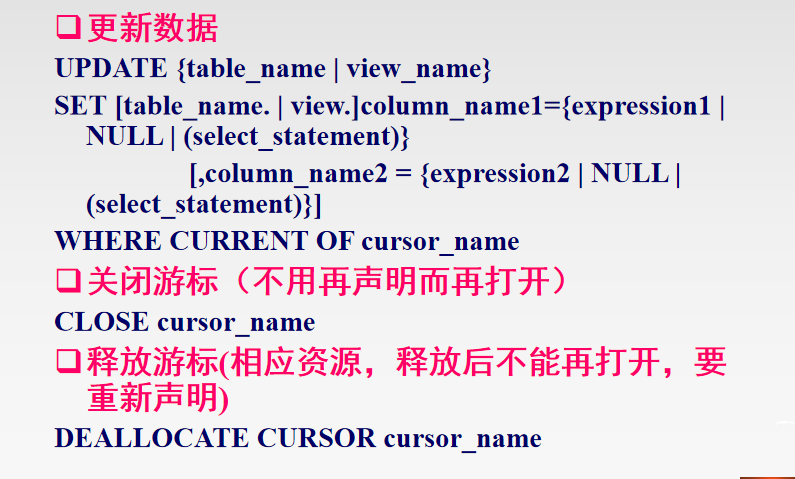 ❑更新数据
UPDATE {table_name | view_name}
SET [table_name. | view.]column_name1={expression1 |
NULL | (select_statement)}
[,column_name2 = {expression2 | NULL |
(select_statement)}]
WHERE CURRENT OF cursor_name
❑关闭游标（不用再声明而再打开）
CLOSE cursor_name
❑释放游标(相应资源，释放后不能再打开，要
重新声明)
DEALLOCATE CURSOR cursor_name